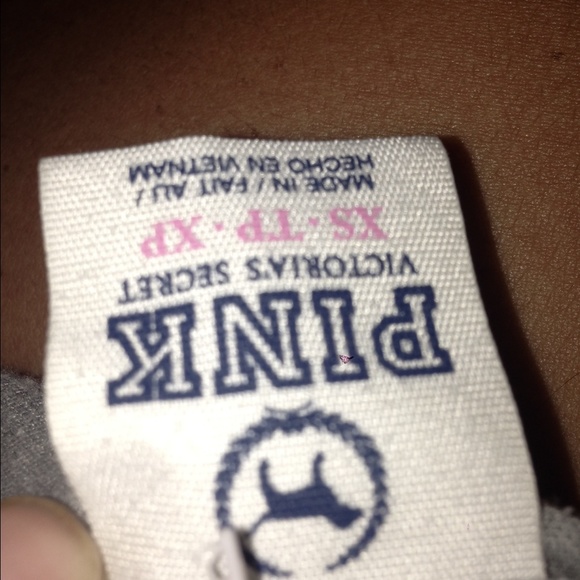 PINK
VICTORIA'S SECRET
XS · TP · XP
MADE IN / FAIT AU /
HECHO EN VIETNAM